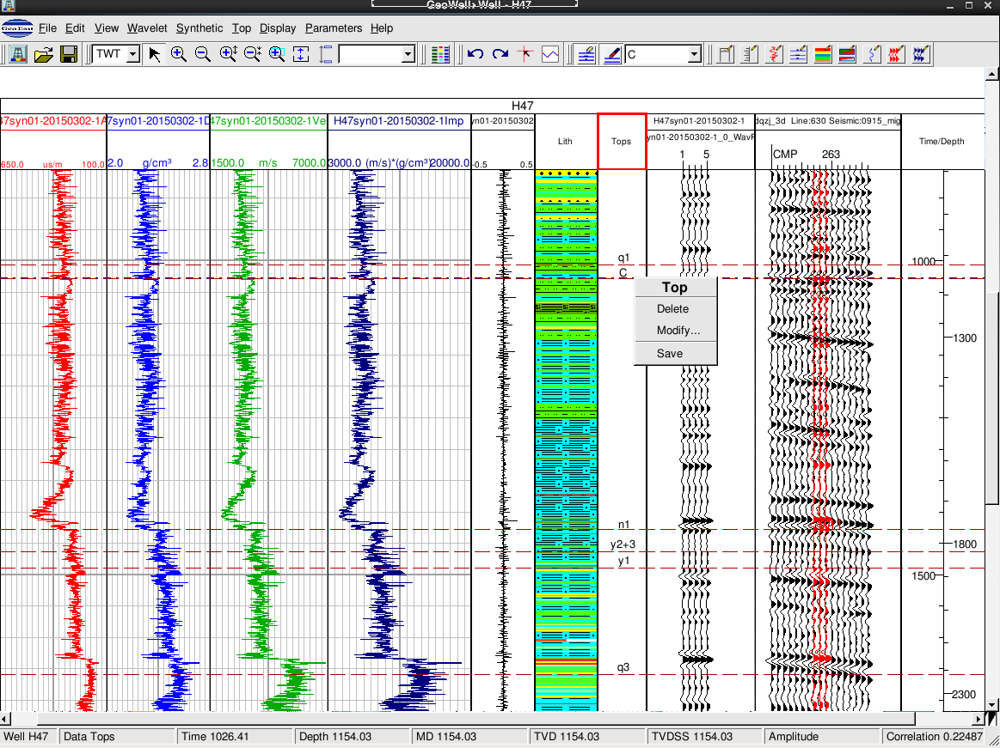 GeoWell> Well - H47
GeoEast File Edit View Wavelet Synthetic Top Display Parameters Help
TWT C
H47
47syn01-20150302-1A 7syn01-20150302-1D 47syn01-20150302-1Ve H47syn01-20150302-1Imp yn01-20150302 Lith Tops H47syn01-20150302-1 dqzj_3d Line:630 Seismic:0915_mig Time/Depth
yn01-20150302-1_0_WavF
1 5 CMP 263
650.0 us/m 100.0 2.0 g/cm³ 2.8 1500.0 m/s 7000.0 3000.0 (m/s)*(g/cm³) 20000.0 -0.5 0.5
q1 1000
C
Top
Delete
Modify...
Save
1300
n1
y2+3 1800
y1
1500
q3
2300
Well H47 Data Tops Time 1026.41 Depth 1154.03 MD 1154.03 TVD 1154.03 TVDSS 1154.03 Amplitude Correlation 0.22487